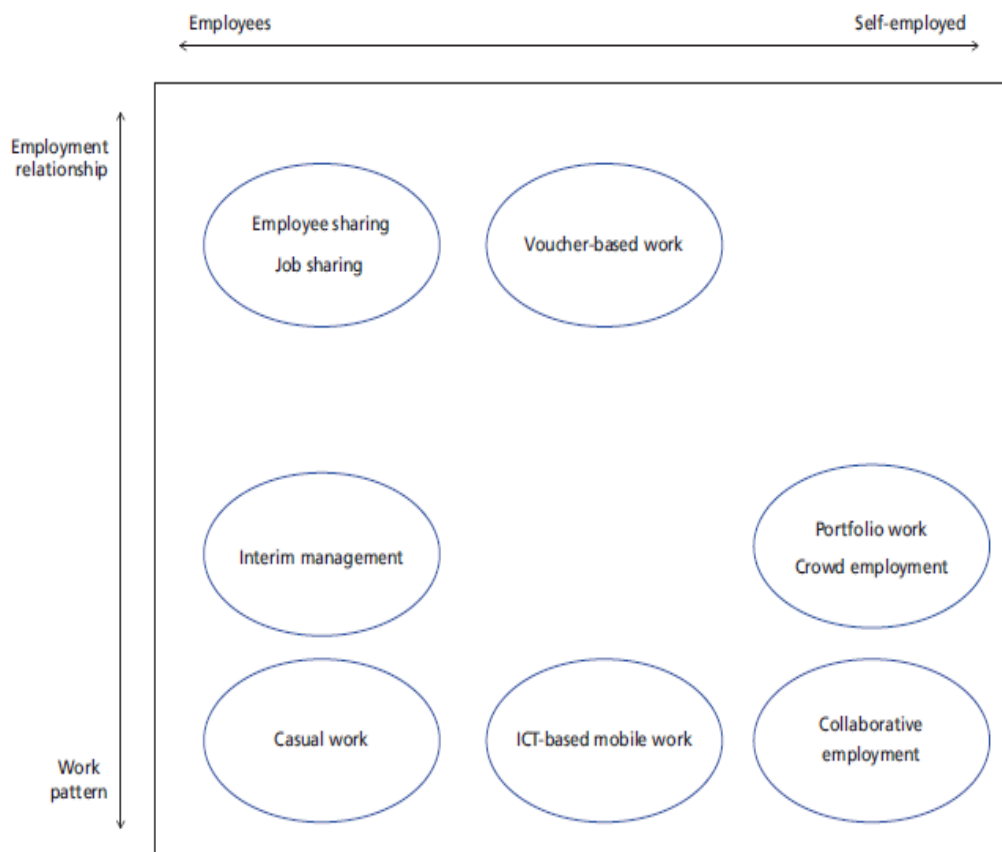 Employees
Self-employed
Employment
relationship
Employee sharing
Job sharing
Voucher-based work
Interim management
Portfolio work
Crowd employment
Casual work
ICT-based mobile work
Collaborative
employment
Work
pattern